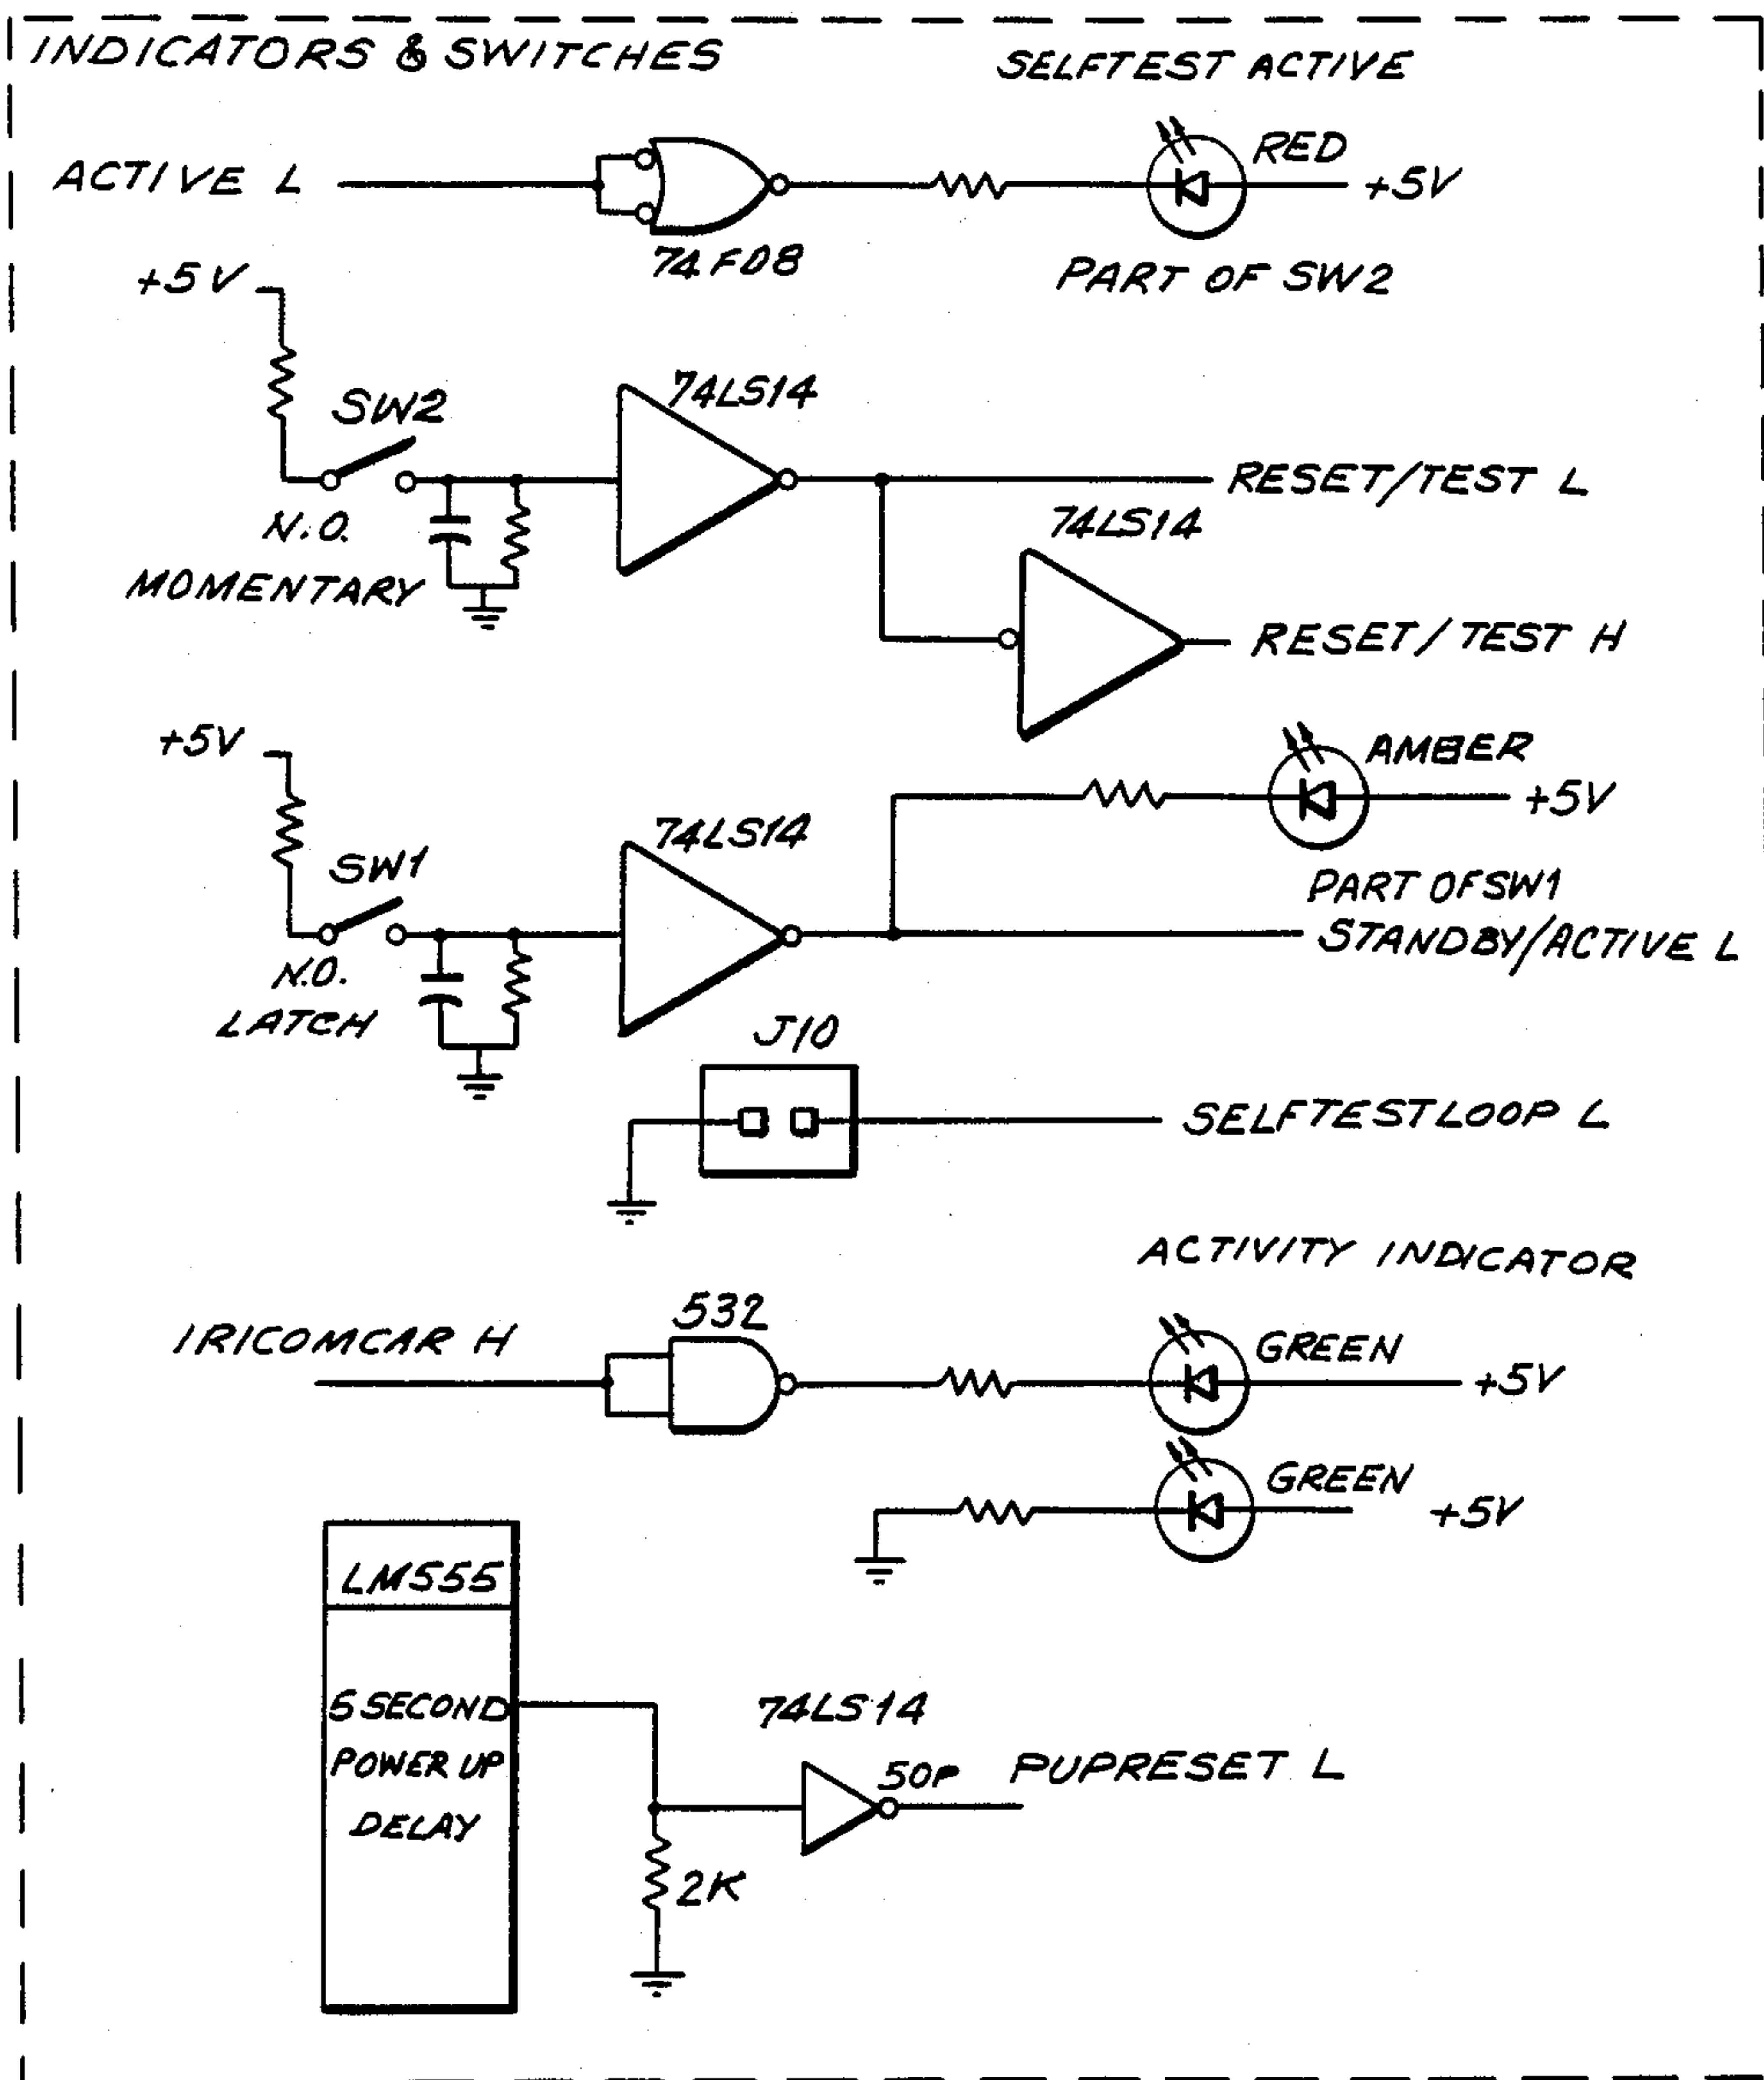 INDICATORS & SWITCHES
SELFTEST ACTIVE
ACTIVE L
RED
+5V
74F08
PART OF SW2
+5V
SW2
74LS14
RESET/TEST L
N.O.
MOMENTARY
74LS14
RESET/TEST H
+5V
AMBER
+5V
SW1
74LS14
PART OF SW1
STANDBY/ACTIVE L
N.O.
LATCH
J10
SELFTESTLOOP L
ACTIVITY INDICATOR
IRICOMCAR H
532
GREEN
+5V
GREEN
+5V
LM555
5 SECOND
POWER UP
DELAY
74LS14
50P
PUPRESET L
2K